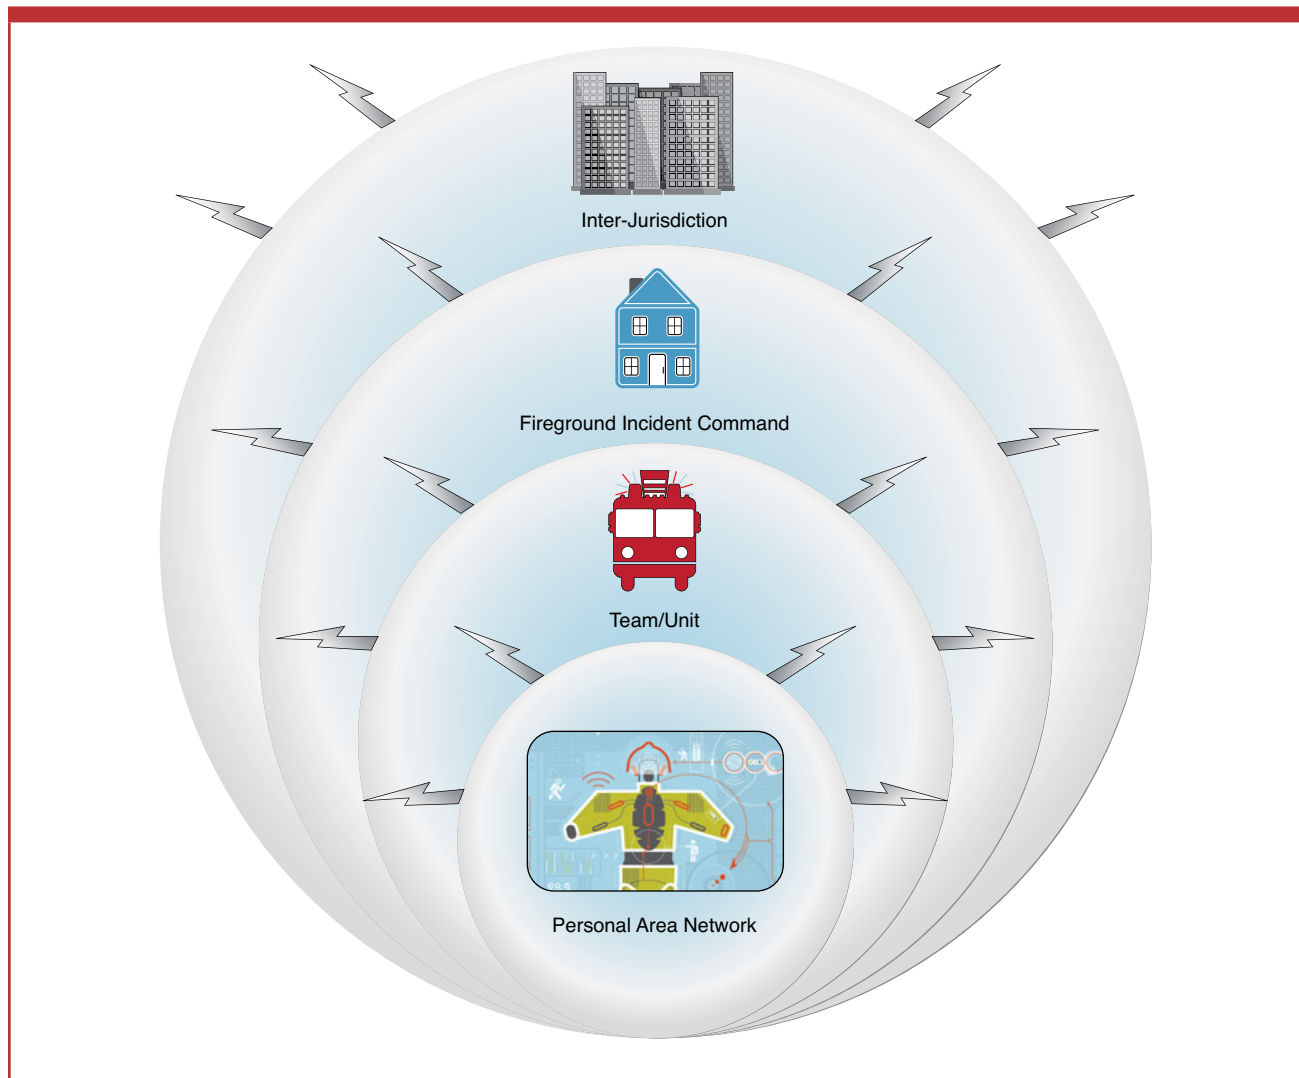 Inter-Jurisdiction
Fireground Incident Command
Team/Unit
Personal Area Network